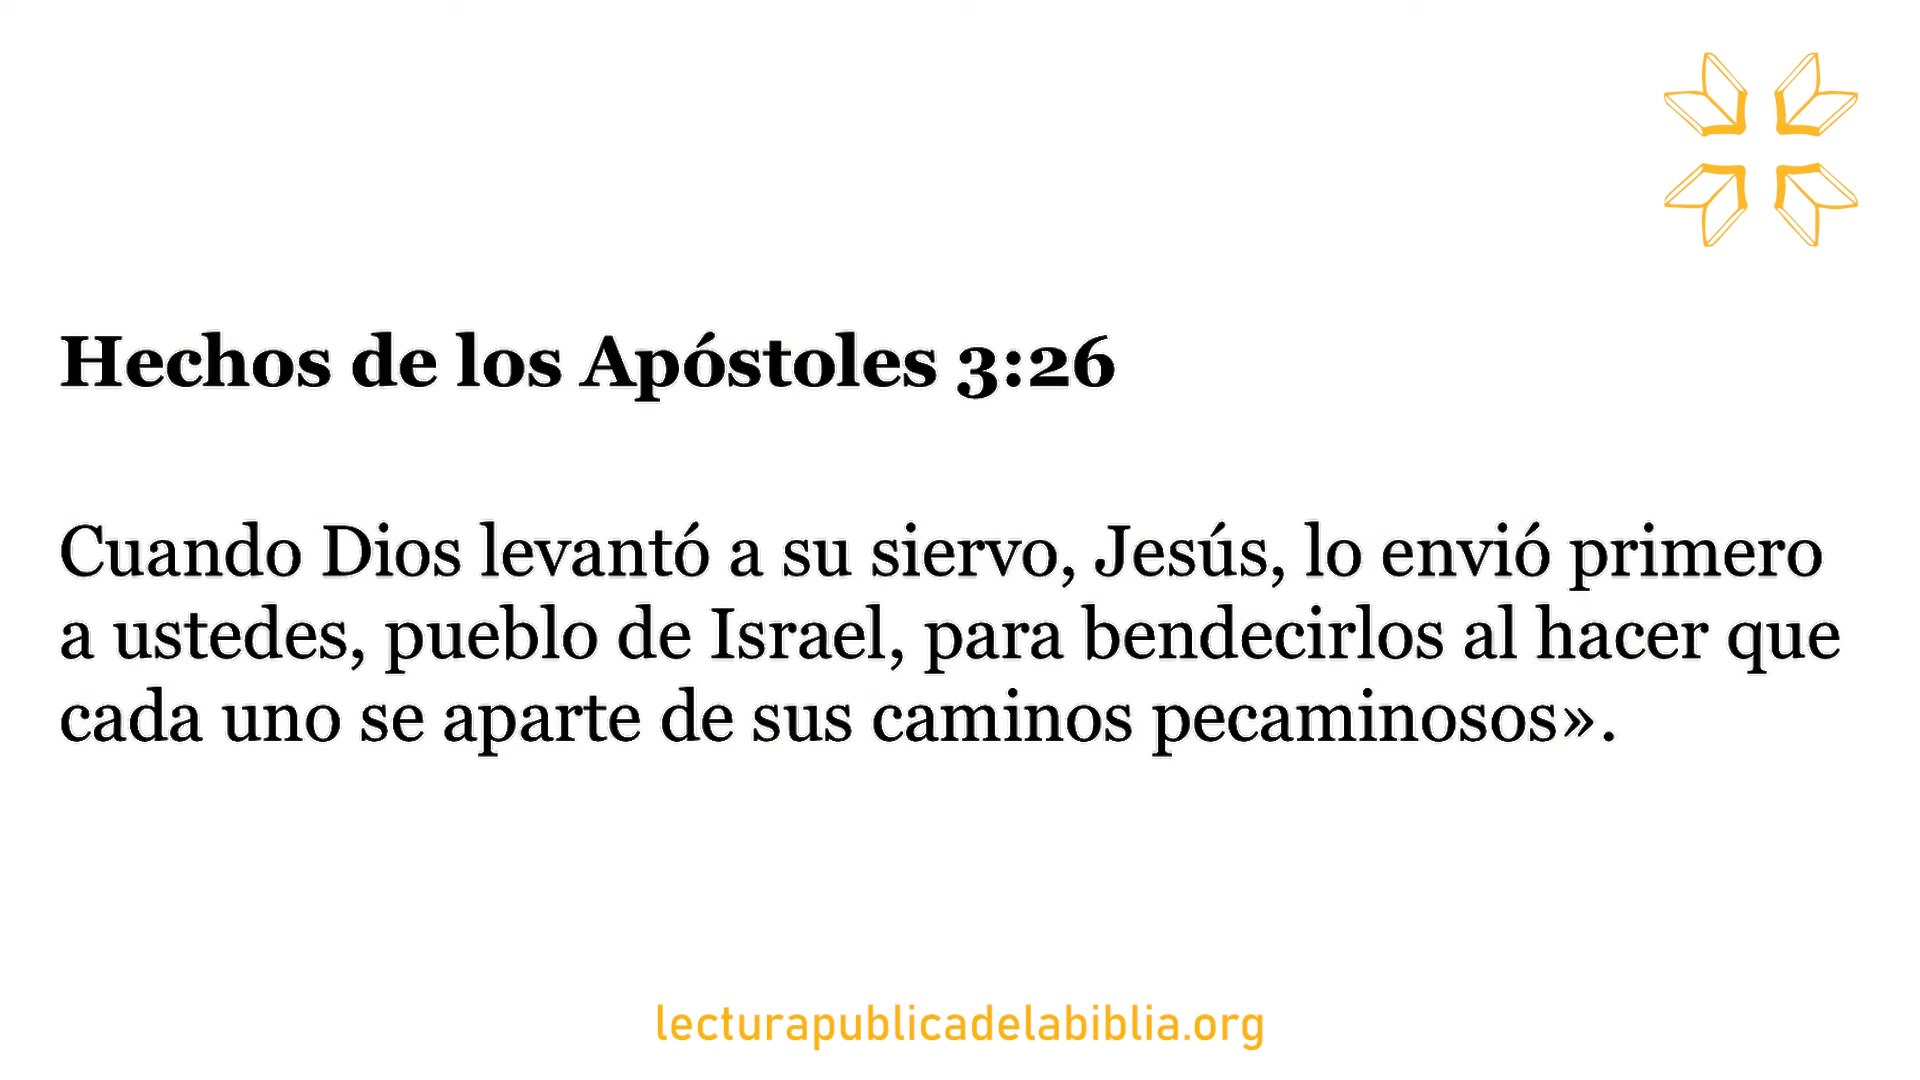 Hechos de los Apóstoles 3:26
Cuando Dios levantó a su siervo, Jesús, lo envió primero
a ustedes, pueblo de Israel, para bendecirlos al hacer que
cada uno se aparte de sus caminos pecaminosos».
lecturapublicadelabiblia.org